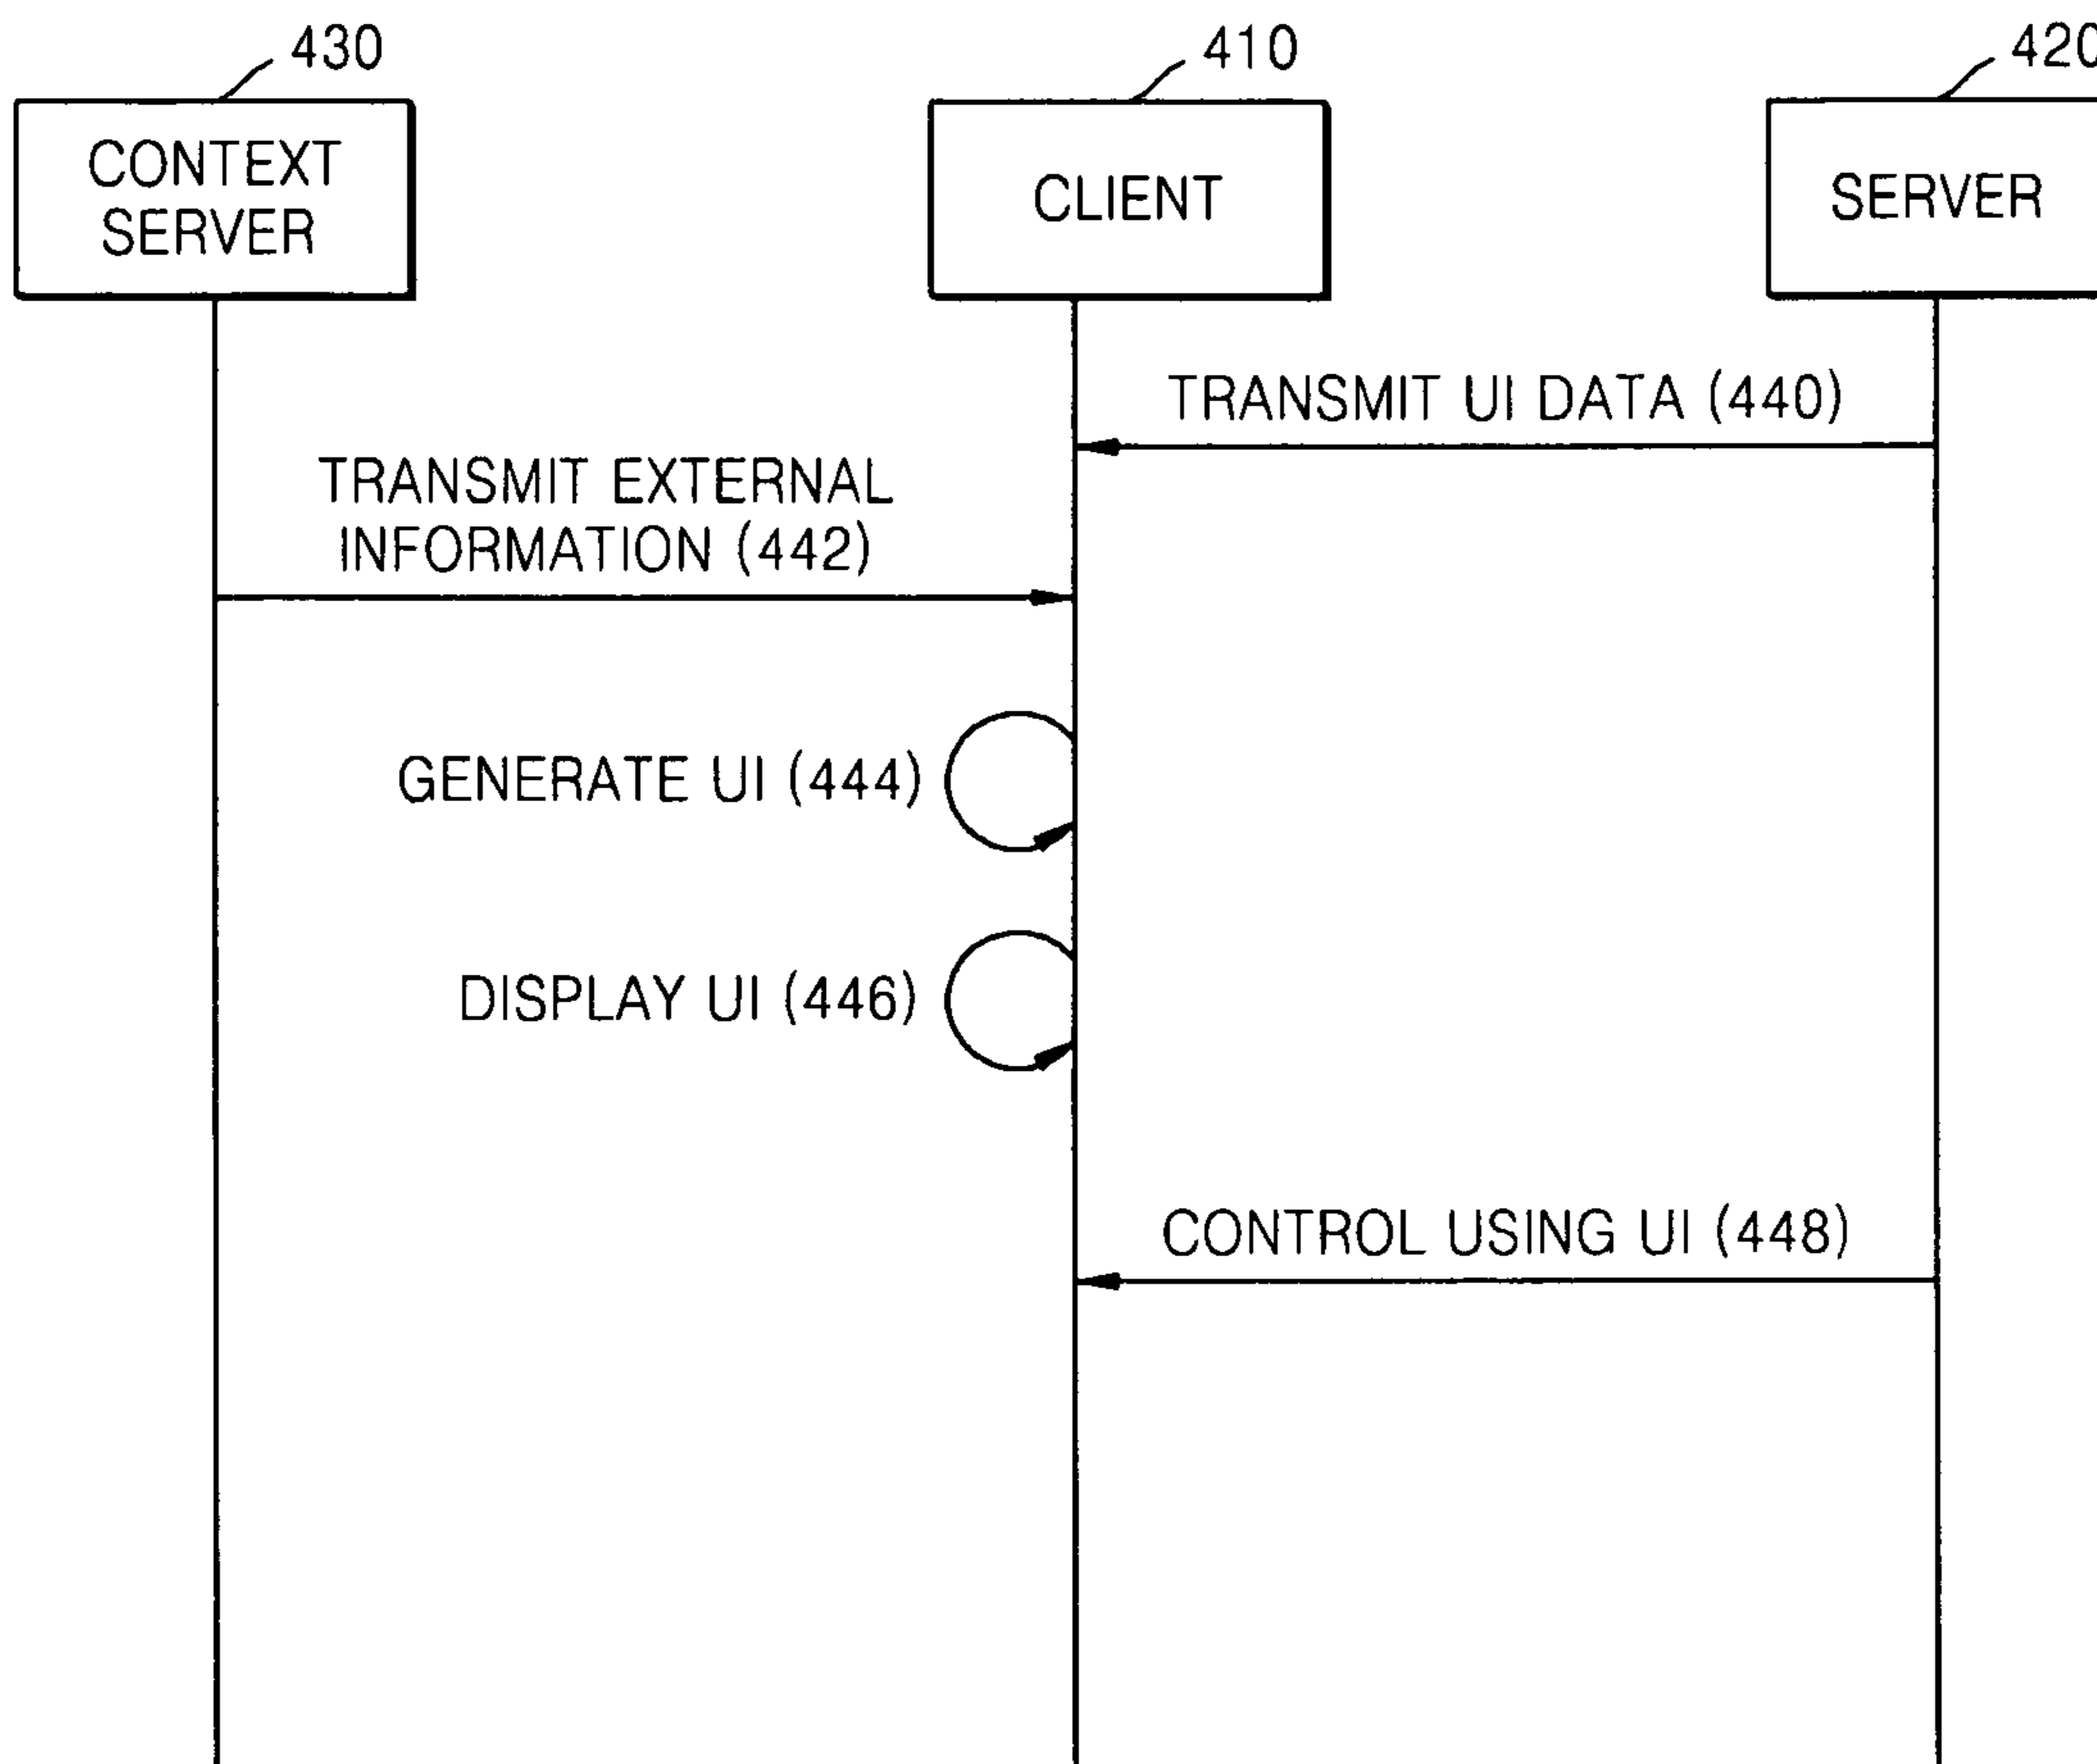 430
410
420
CONTEXT
SERVER
CLIENT
SERVER
TRANSMIT UI DATA (440)
TRANSMIT EXTERNAL
INFORMATION (442)
GENERATE UI (444)
DISPLAY UI (446)
CONTROL USING UI (448)